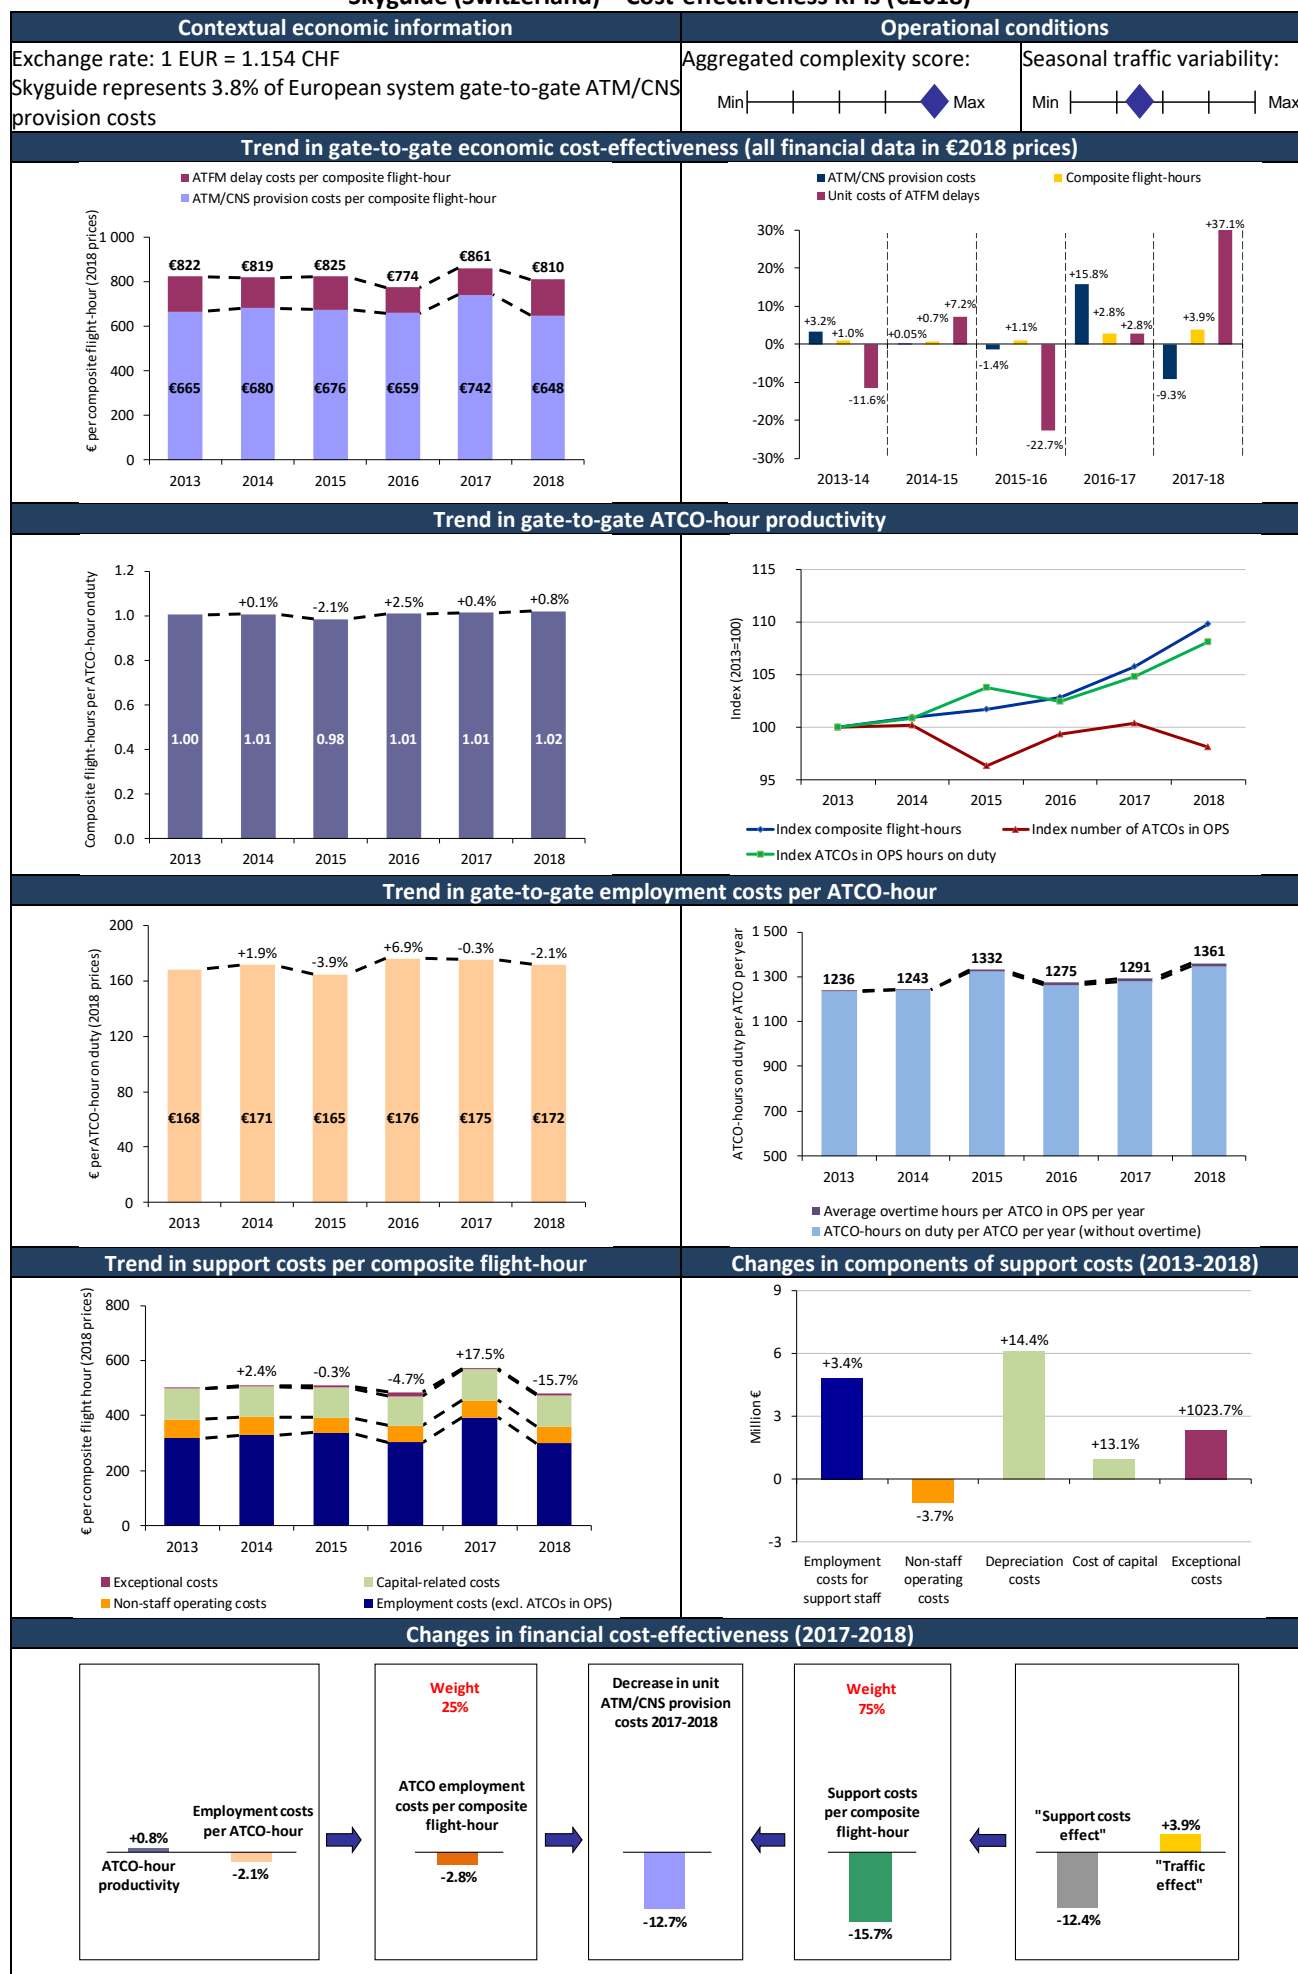 Skyguide (Switzerland) – Cost-effectiveness KPIs (€2018)
Contextual economic information
Operational conditions
Exchange rate: 1 EUR = 1.154 CHF
Skyguide represents 3.8% of European system gate-to-gate ATM/CNS
provision costs
Aggregated complexity score:
Min Max
Seasonal traffic variability:
Min Max
Trend in gate-to-gate economic cost-effectiveness (all financial data in €2018 prices)
ATFM delay costs per composite flight-hour
ATM/CNS provision costs per composite flight-hour
€ per composite flight-hour (2018 prices)
1 000
800
600
400
200
0
€822 €819 €825 €774 €861 €810
€665 €680 €676 €659 €742 €648
2013 2014 2015 2016 2017 2018
ATM/CNS provision costs
Composite flight-hours
Unit costs of ATFM delays
30%
20%
10%
0%
-10%
-20%
-30%
+3.2% +1.0% -11.6%
+0.05% +0.7% +7.2%
-1.4% +1.1% -22.7%
+15.8% +2.8% +2.8%
-9.3% +3.9% +37.1%
2013-14 2014-15 2015-16 2016-17 2017-18
Trend in gate-to-gate ATCO-hour productivity
Composite flight-hours per ATCO-hour on duty
1.2
1.0
0.8
0.6
0.4
0.2
0.0
+0.1% -2.1% +2.5% +0.4% +0.8%
1.00 1.01 0.98 1.01 1.01 1.02
2013 2014 2015 2016 2017 2018
Index (2013=100)
115
110
105
100
95
2013 2014 2015 2016 2017 2018
Index composite flight-hours
Index number of ATCOs in OPS
Index ATCOs in OPS hours on duty
Trend in gate-to-gate employment costs per ATCO-hour
€ per ATCO-hour on duty (2018 prices)
200
160
120
80
40
0
+1.9% -3.9% +6.9% -0.3% -2.1%
€168 €171 €165 €176 €175 €172
2013 2014 2015 2016 2017 2018
ATCO-hours on duty per ATCO per year
1 500
1 300
1 100
900
700
500
1236 1243 1332 1275 1291 1361
2013 2014 2015 2016 2017 2018
Average overtime hours per ATCO in OPS per year
ATCO-hours on duty per ATCO per year (without overtime)
Trend in support costs per composite flight-hour
Changes in components of support costs (2013-2018)
€ per composite flight hour (2018 prices)
800
600
400
200
0
+2.4% -0.3% -4.7% +17.5% -15.7%
2013 2014 2015 2016 2017 2018
Exceptional costs
Capital-related costs
Non-staff operating costs
Employment costs (excl. ATCOs in OPS)
Million €
9
6
3
0
-3
+3.4%
-3.7%
+14.4%
+13.1%
+1023.7%
Employment
costs for
support staff
Non-staff
operating
costs
Depreciation
costs
Cost of capital
Exceptional
costs
Changes in financial cost-effectiveness (2017-2018)
+0.8%
ATCO-hour
productivity
Employment costs
per ATCO-hour
-2.1%
Weight
25%
ATCO employment
costs per composite
flight-hour
-2.8%
Decrease in unit
ATM/CNS provision
costs 2017-2018
-12.7%
Weight
75%
Support costs
per composite
flight-hour
-15.7%
"Support costs
effect"
-12.4%
+3.9%
"Traffic
effect"